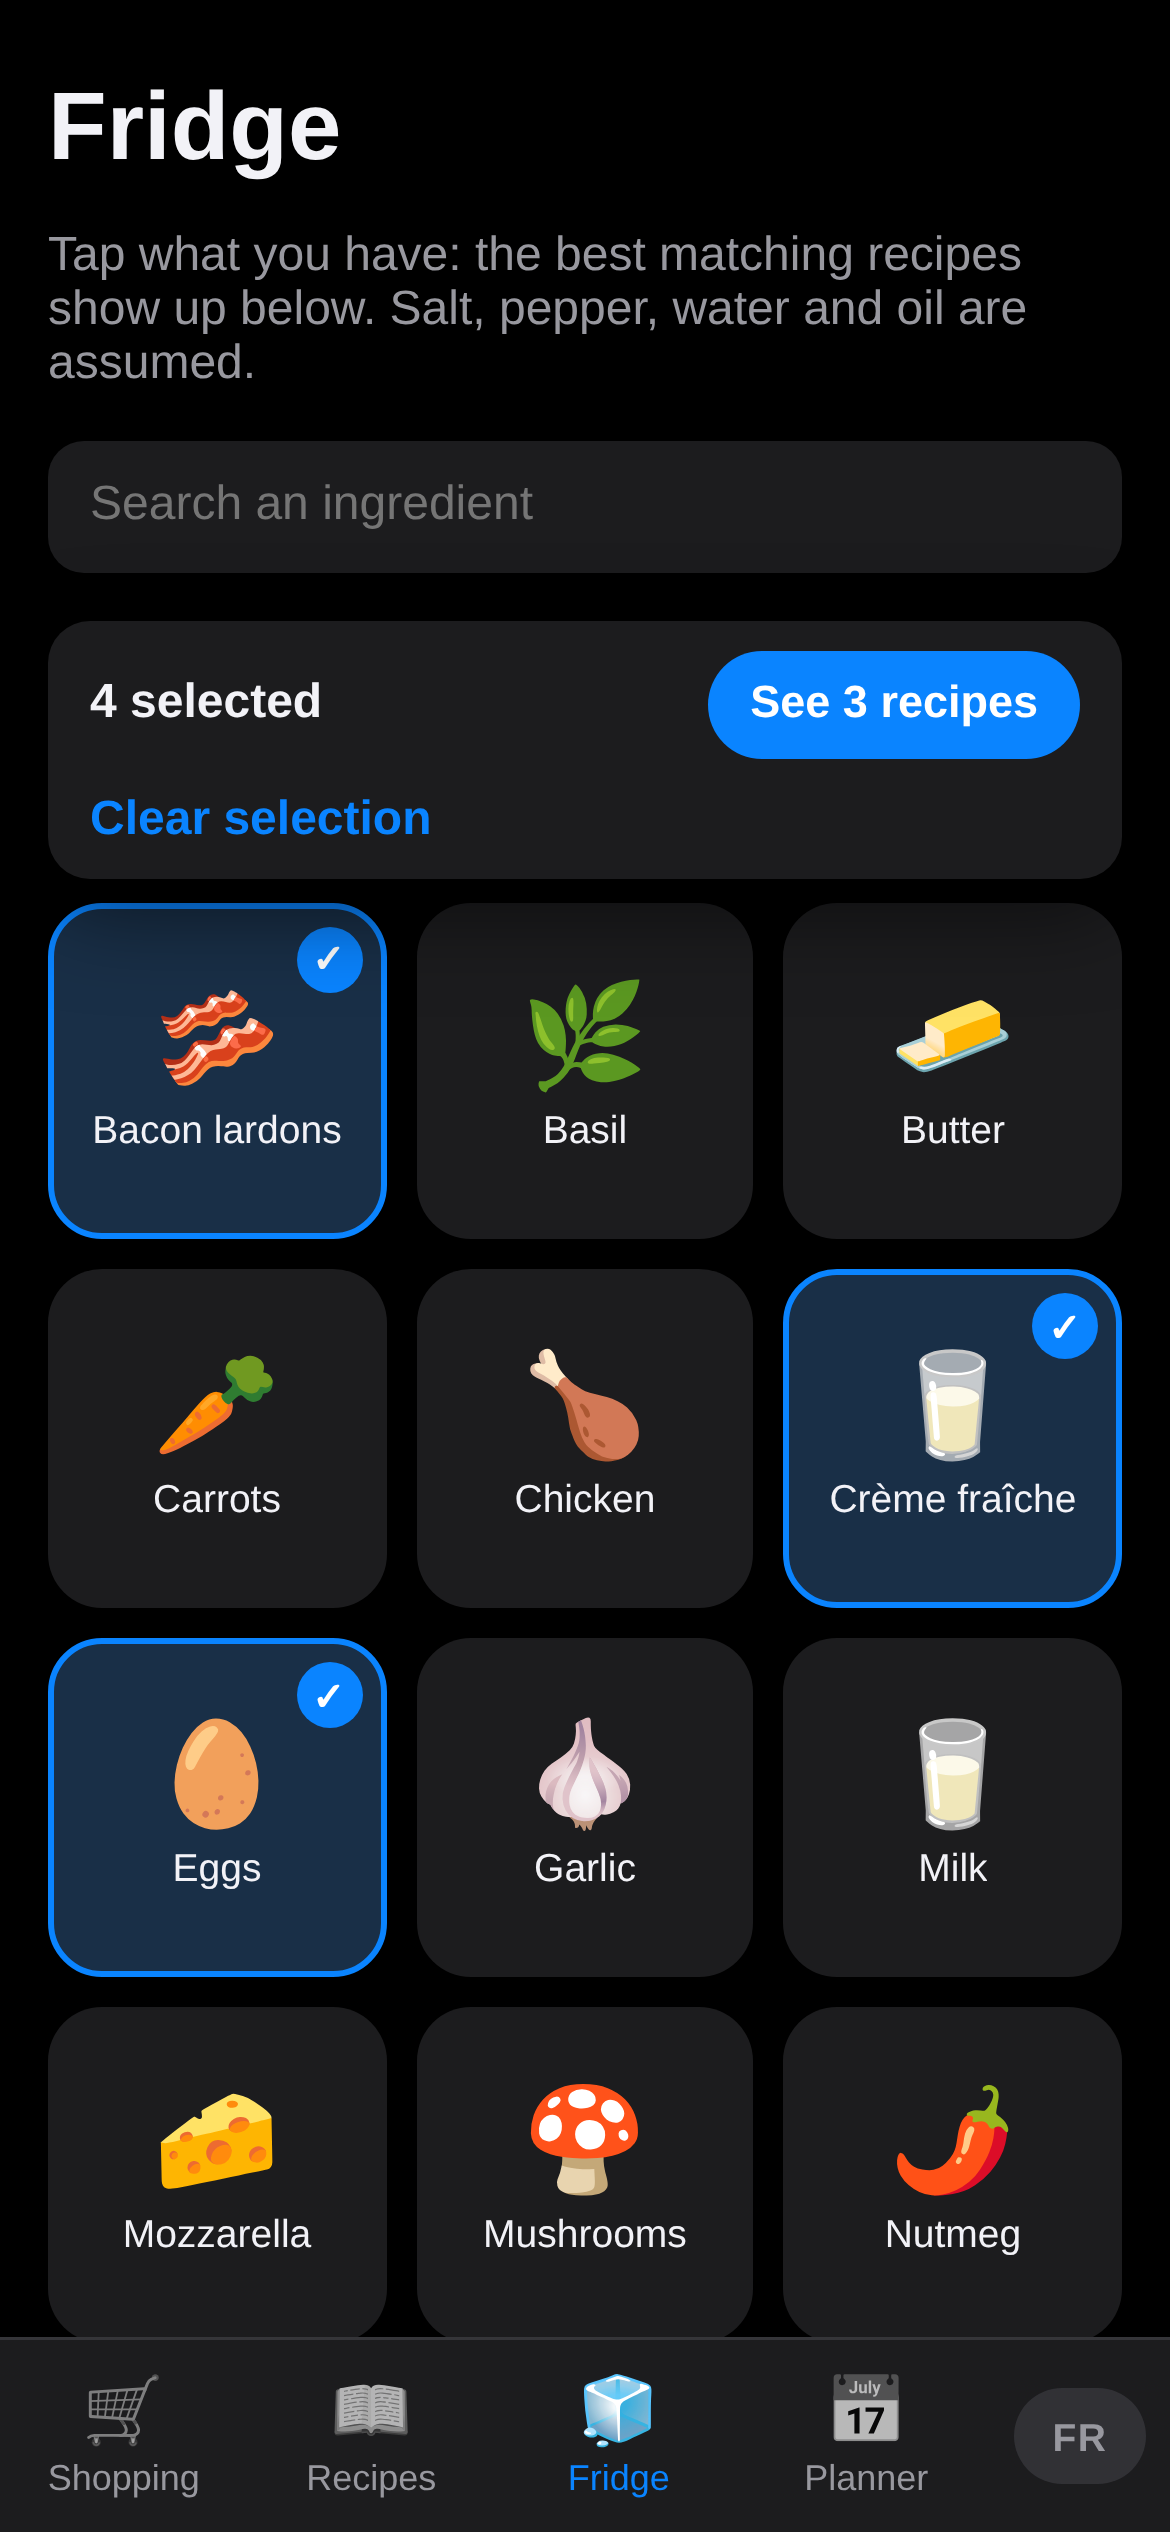 Fridge
Tap what you have: the best matching recipes
show up below. Salt, pepper, water and oil are
assumed.
Search an ingredient
4 selected
See 3 recipes
Clear selection
✓
Bacon lardons
Basil
Butter
Carrots
Chicken
✓
Crème fraîche
✓
Eggs
Garlic
Milk
Mozzarella
Mushrooms
Nutmeg
July
17
Shopping
Recipes
Fridge
Planner
FR